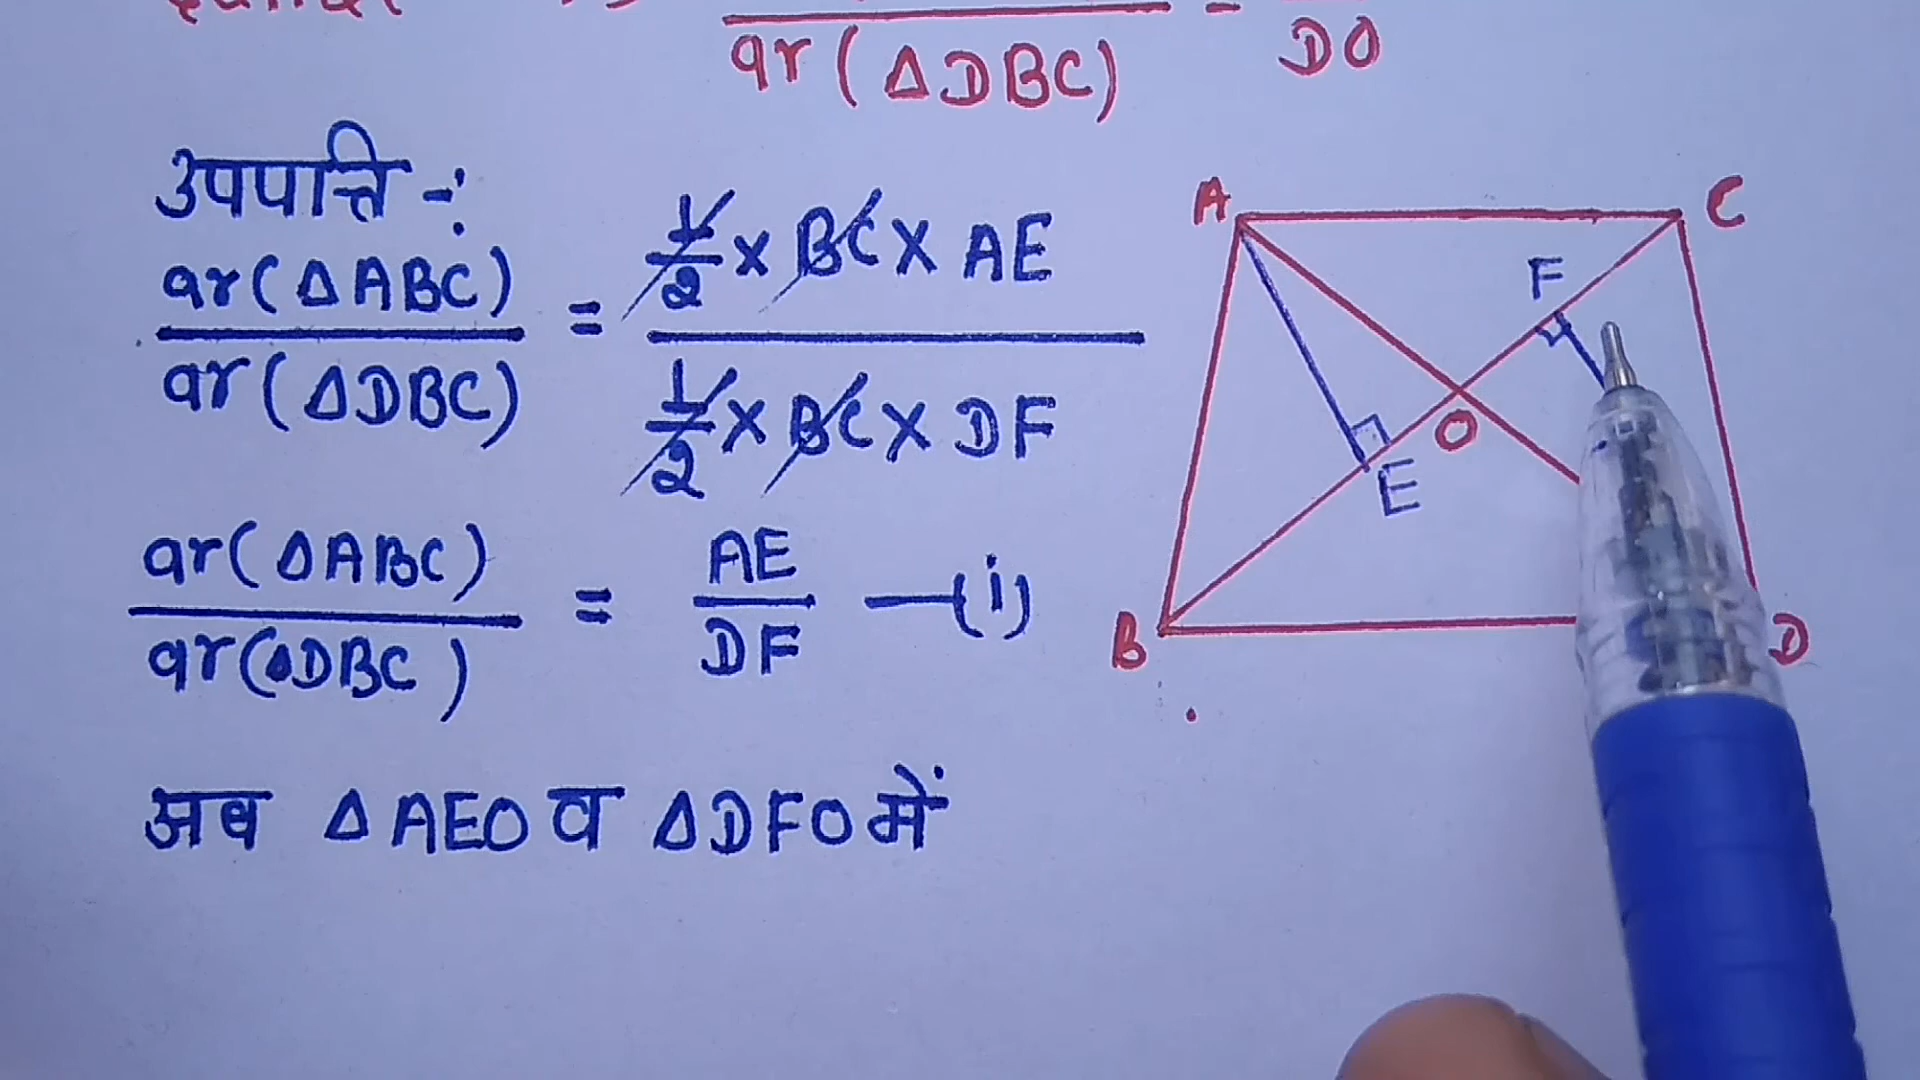 ar(ΔDBC) = DO
उपपत्ति -:
ar(ΔABC) / ar(ΔDBC) = 1/2 × BC × AE / 1/2 × BC × DF
ar(ΔABC) / ar(ΔDBC) = AE / DF —(i)
अब ΔAEO व ΔDFO में
A
C
F
O
E
B
D